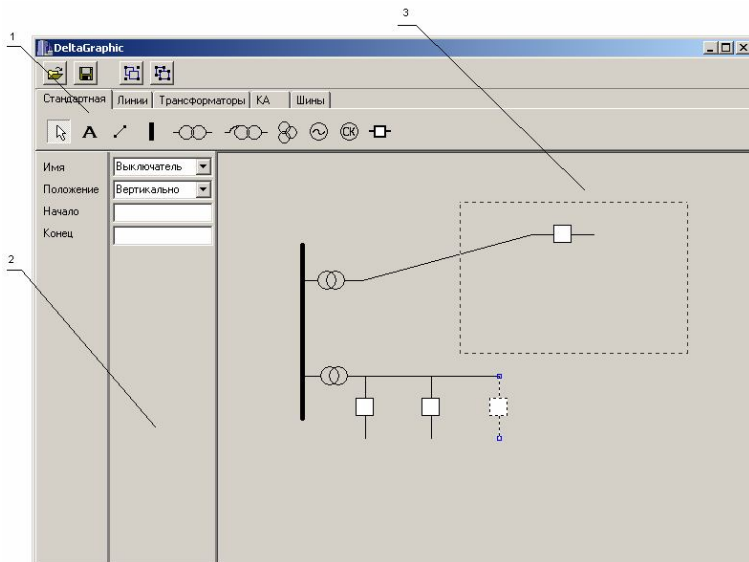 3
1
DeltaGraphic
Стандартная Линии Трансформаторы КА Шины
A СК
Имя Выключатель
Положение Вертикально
Начало
Конец
2